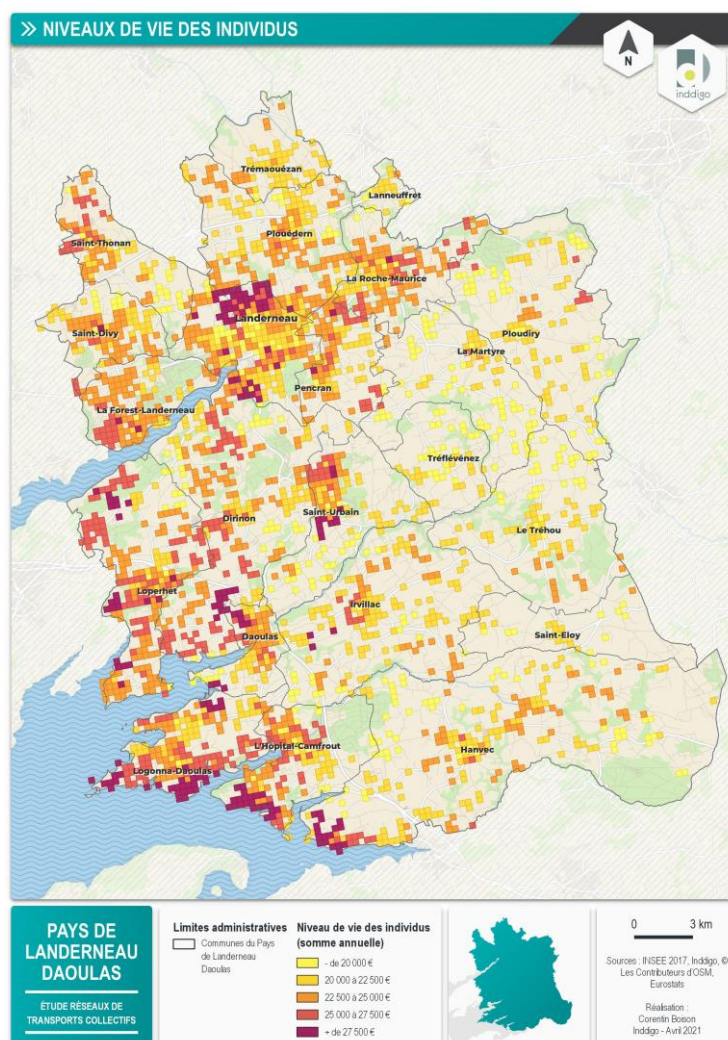 >> NIVEAUX DE VIE DES INDIVIDUS
N
inddigo
Trémaouézan
Lanneuffret
Plouédern
Saint-Thonan
La Roche-Maurice
Landerneau
Saint-Divy
Ploudiry
La Martyre
Pencran
La Forest-Landerneau
Tréflévénez
Saint-Urbain
Dirinon
Le Tréhou
Loperhet
Irvillac
Daoulas
Saint-Eloy
L'Hôpital-Camfrout
Hanvec
Logonna-Daoulas
PAYS DE
LANDERNEAU
DAOULAS
ÉTUDE RÉSEAUX DE
TRANSPORTS COLLECTIFS
Limites administratives
Communes du Pays
de Landerneau
Daoulas
Niveau de vie des individus
(somme annuelle)
- de 20 000 €
20 000 à 22 500 €
22 500 à 25 000 €
25 000 à 27 500 €
+ de 27 500 €
0 3 km
Sources : INSEE 2017, Inddigo, ©
Les Contributeurs d'OSM,
Eurostats
Réalisation :
Corentin Boison
Inddigo - Avril 2021